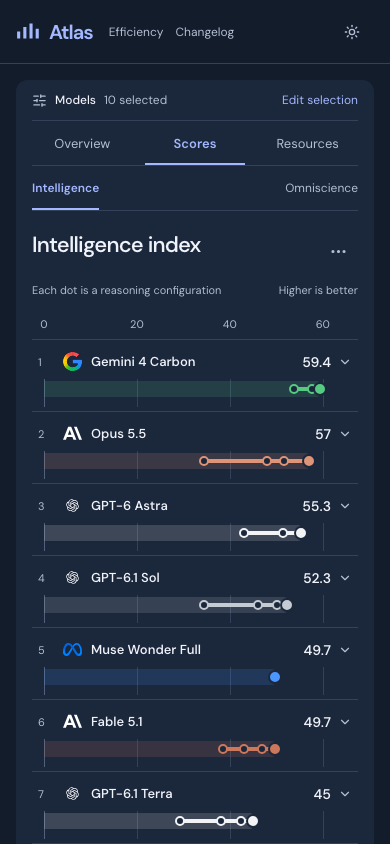 Atlas Efficiency Changelog
Models 10 selected Edit selection
Overview Scores Resources
Intelligence Omniscience
Intelligence index ...
Each dot is a reasoning configuration Higher is better
0 20 40 60
1 Gemini 4 Carbon 59.4
2 Opus 5.5 57
3 GPT-6 Astra 55.3
4 GPT-6.1 Sol 52.3
5 Muse Wonder Full 49.7
6 Fable 5.1 49.7
7 GPT-6.1 Terra 45